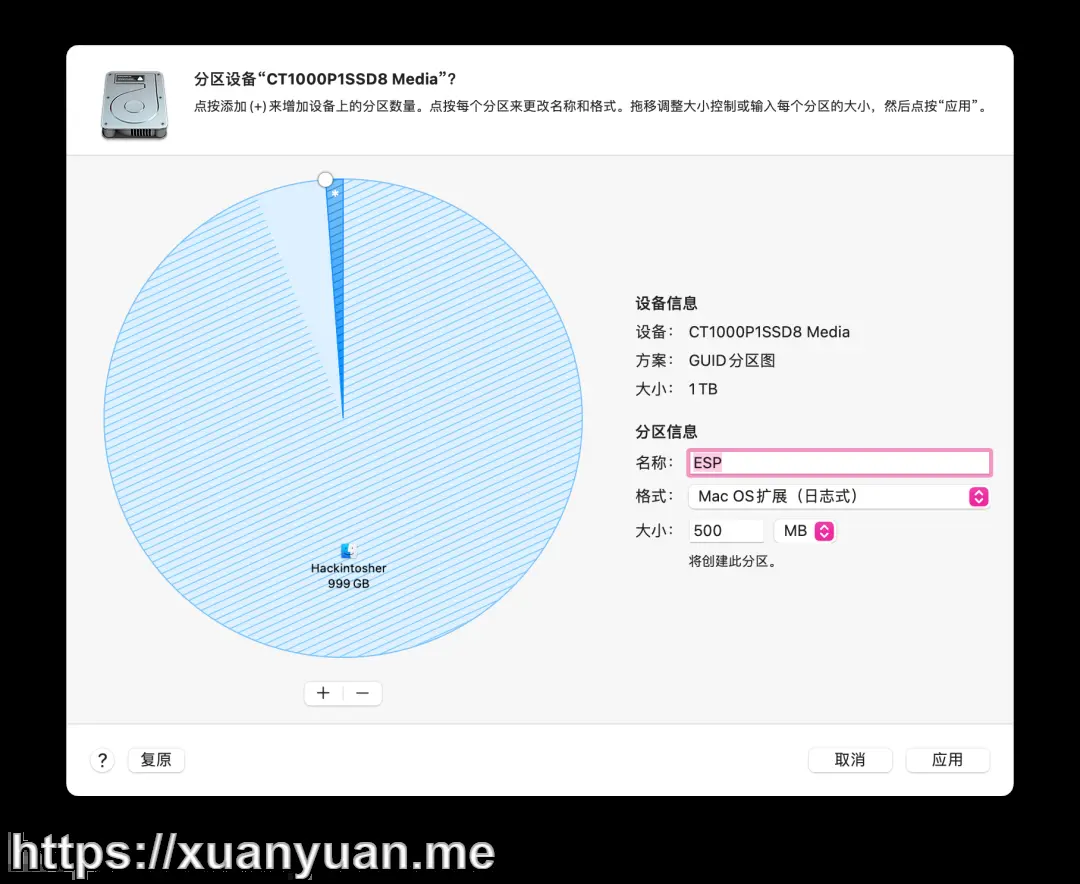 分区设备“CT1000P1SSD8 Media”?
点按添加 (+) 来增加设备上的分区数量。点按每个分区来更改名称和格式。拖移调整大小控制或输入每个分区的大小，然后点按“应用”。
Hackintosher
999 GB
设备信息
设备： CT1000P1SSD8 Media
方案： GUID分区图
大小： 1 TB
分区信息
名称： ESP
格式： Mac OS扩展（日志式）
大小： 500 MB
将创建此分区。
+ −
? 复原 取消 应用
https://xuanyuan.me